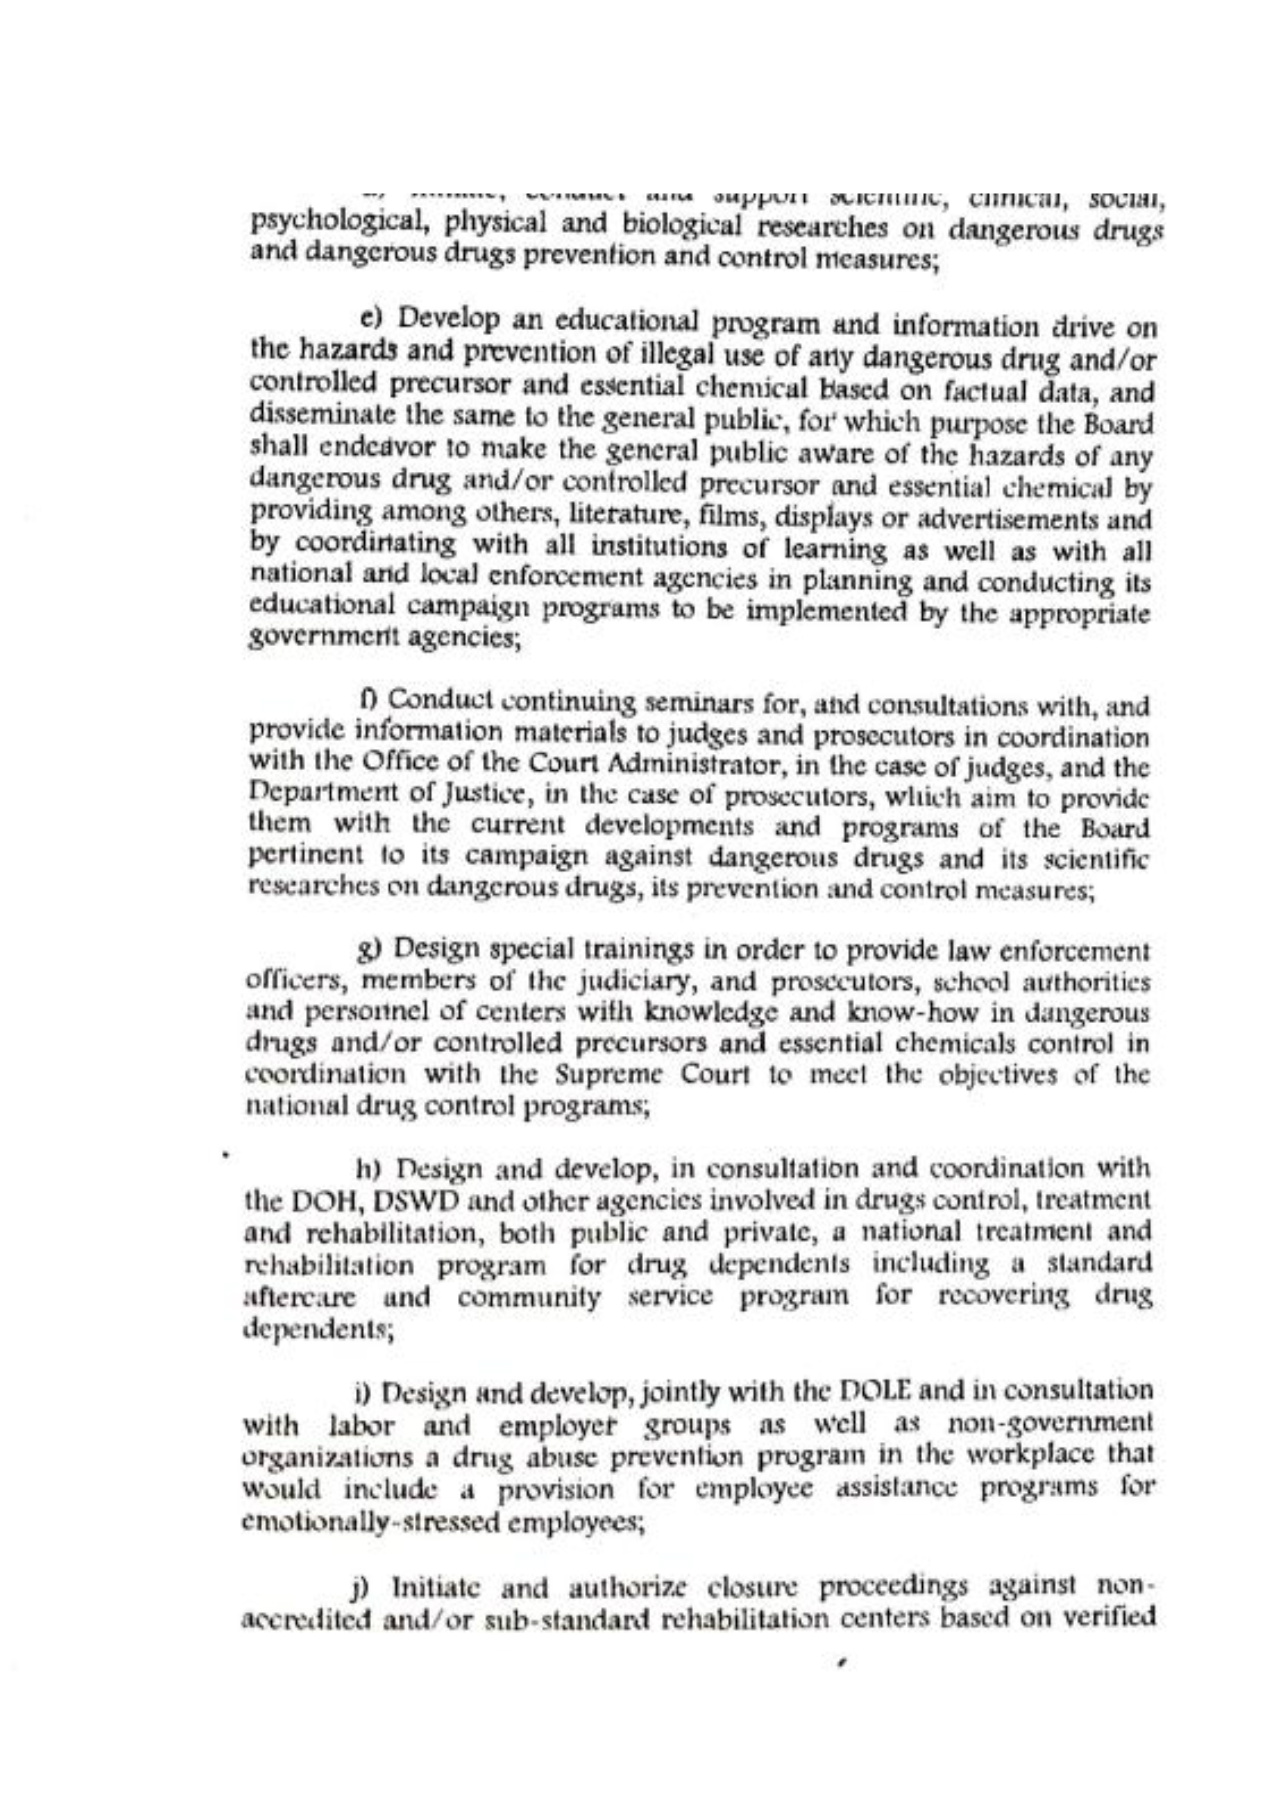 conduct and support scientific, clinical, social,
psychological, physical and biological researches on dangerous drugs
and dangerous drugs prevention and control measures;
e) Develop an educational program and information drive on
the hazards and prevention of illegal use of any dangerous drug and/or
controlled precursor and essential chemical based on factual data, and
disseminate the same to the general public, for which purpose the Board
shall endeavor to make the general public aware of the hazards of any
dangerous drug and/or controlled precursor and essential chemical by
providing among others, literature, films, displays or advertisements and
by coordinating with all institutions of learning as well as with all
national and local enforcement agencies in planning and conducting its
educational campaign programs to be implemented by the appropriate
government agencies;
f) Conduct continuing seminars for, and consultations with, and
provide information materials to judges and prosecutors in coordination
with the Office of the Court Administrator, in the case of judges, and the
Department of Justice, in the case of prosecutors, which aim to provide
them with the current developments and programs of the Board
pertinent to its campaign against dangerous drugs and its scientific
researches on dangerous drugs, its prevention and control measures;
g) Design special trainings in order to provide law enforcement
officers, members of the judiciary, and prosecutors, school authorities
and personnel of centers with knowledge and know-how in dangerous
drugs and/or controlled precursors and essential chemicals control in
coordination with the Supreme Court to meet the objectives of the
national drug control programs;
h) Design and develop, in consultation and coordination with
the DOH, DSWD and other agencies involved in drugs control, treatment
and rehabilitation, both public and private, a national treatment and
rehabilitation program for drug dependents including a standard
aftercare and community service program for recovering drug
dependents;
i) Design and develop, jointly with the DOLE and in consultation
with labor and employer groups as well as non-government
organizations a drug abuse prevention program in the workplace that
would include a provision for employee assistance programs for
emotionally-stressed employees;
j) Initiate and authorize closure proceedings against non-
accredited and/or sub-standard rehabilitation centers based on verified